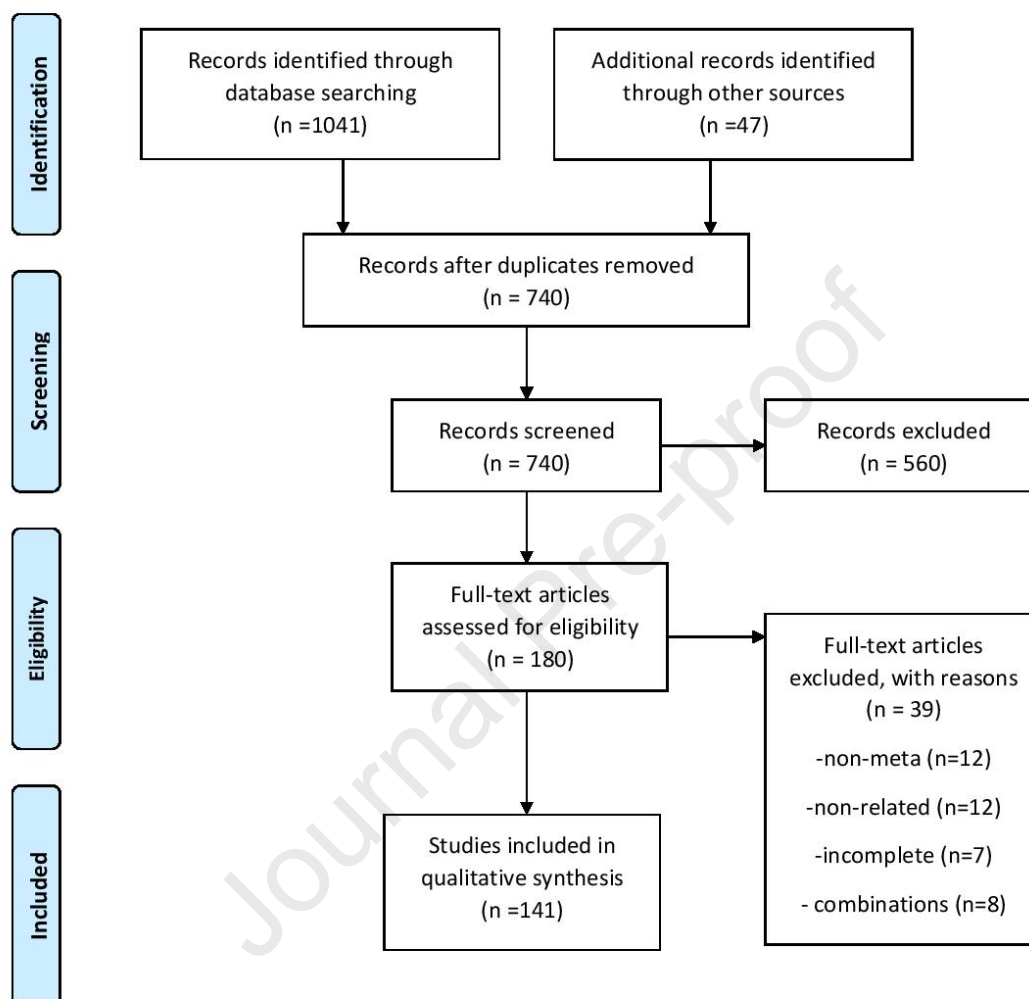 Identification
Records identified through
database searching
(n =1041)
Additional records identified
through other sources
(n =47)
Records after duplicates removed
(n = 740)
Screening
Records screened
(n = 740)
Records excluded
(n = 560)
Eligibility
Full-text articles
assessed for eligibility
(n = 180)
Full-text articles
excluded, with reasons
(n = 39)
-non-meta (n=12)
-non-related (n=12)
-incomplete (n=7)
- combinations (n=8)
Included
Studies included in
qualitative synthesis
(n =141)
Journal Pre-proof